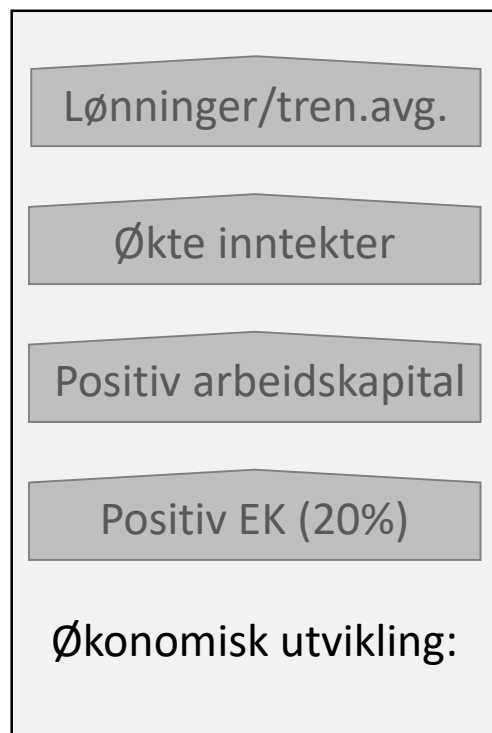 Lønninger/tren.avg.
Økte inntekter
Positiv arbeidskapital
Positiv EK (20%)
Økonomisk utvikling: